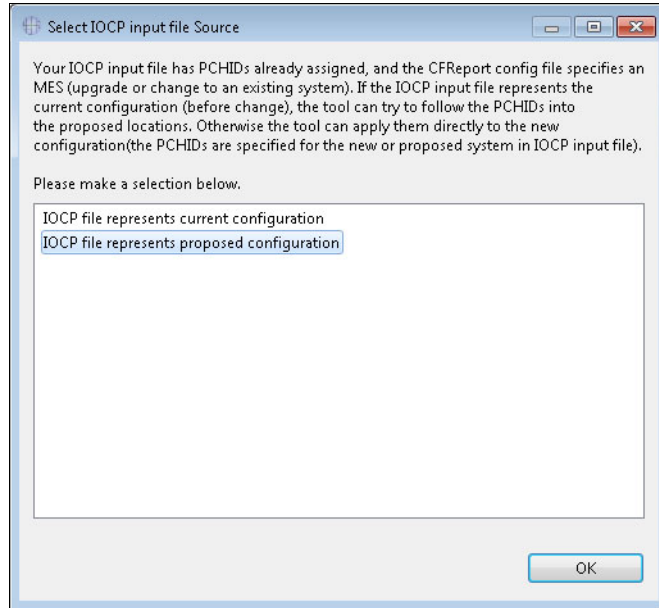 Select IOCP input file Source
Your IOCP input file has PCHIDs already assigned, and the CFReport config file specifies an
MES (upgrade or change to an existing system). If the IOCP input file represents the
current configuration (before change), the tool can try to follow the PCHIDs into
the proposed locations. Otherwise the tool can apply them directly to the new
configuration(the PCHIDs are specified for the new or proposed system in IOCP input file).
Please make a selection below.
IOCP file represents current configuration
IOCP file represents proposed configuration
OK